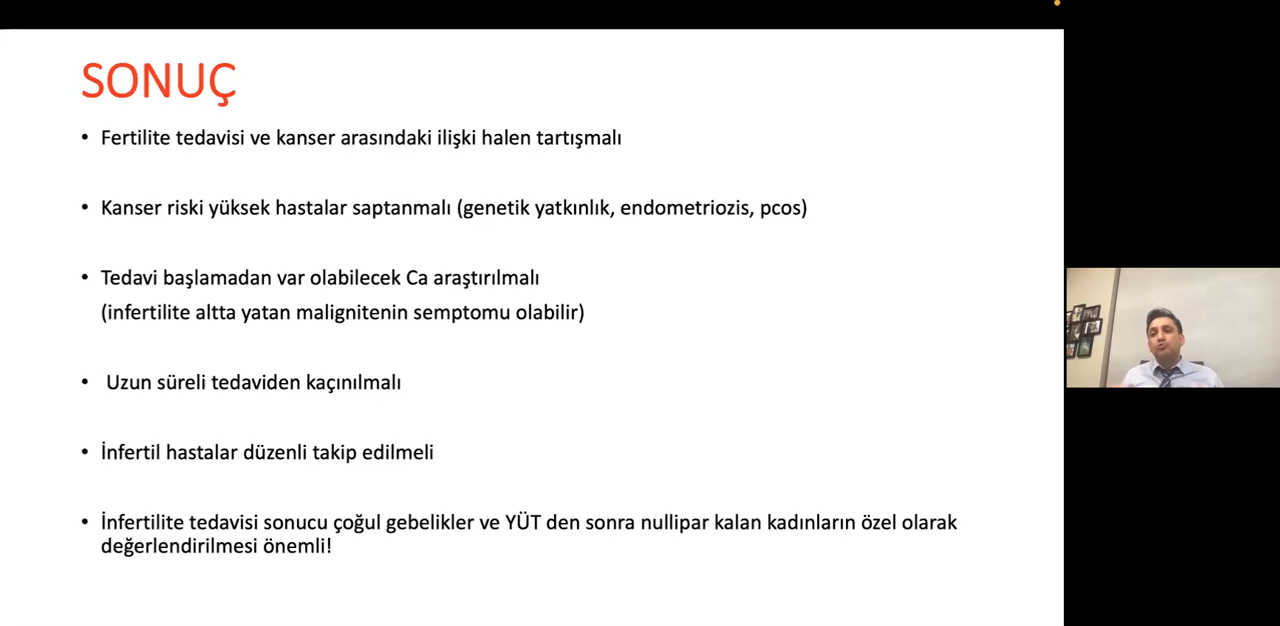 SONUÇ
• Fertilite tedavisi ve kanser arasındaki ilişki halen tartışmalı
• Kanser riski yüksek hastalar saptanmalı (genetik yatkınlık, endometriozis, pcos)
• Tedavi başlamadan var olabilecek Ca araştırılmalı
(infertilite altta yatan malignitenin semptomu olabilir)
• Uzun süreli tedaviden kaçınılmalı
• İnfertil hastalar düzenli takip edilmeli
• İnfertilite tedavisi sonucu çoğul gebelikler ve YÜT den sonra nullipar kalan kadınların özel olarak
değerlendirilmesi önemli!